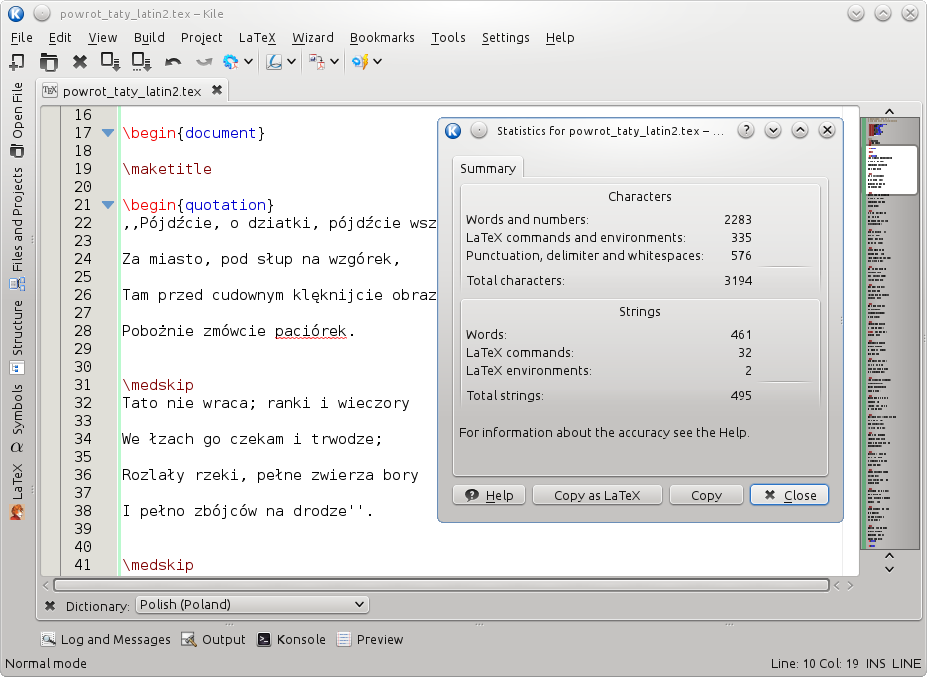 powrot_taty_latin2.tex – Kile
File Edit View Build Project LaTeX Wizard Bookmarks Tools Settings Help
powrot_taty_latin2.tex
Open File
Files and Projects
Structure
Symbols
α
LaTeX
16
17 \begin{document}
18
19 \maketitle
20
21 \begin{quotation}
22 ,,Pójdźcie, o dziatki, pójdźcie wsz
23
24 Za miasto, pod słup na wzgórek,
25
26 Tam przed cudownym klęknijcie obraz
27
28 Pobożnie zmówcie paciórek.
29
30
31 \medskip
32 Tato nie wraca; ranki i wieczory
33
34 We łzach go czekam i trwodze;
35
36 Rozlały rzeki, pełne zwierza bory
37
38 I pełno zbójców na drodze''.
39
40
41 \medskip
Statistics for powrot_taty_latin2.tex – ...
Summary
Characters
Words and numbers: 2283
LaTeX commands and environments: 335
Punctuation, delimiter and whitespaces: 576
Total characters: 3194
Strings
Words: 461
LaTeX commands: 32
LaTeX environments: 2
Total strings: 495
For information about the accuracy see the Help.
Help Copy as LaTeX Copy Close
Dictionary: Polish (Poland)
Log and Messages Output Konsole Preview
Normal mode Line: 10 Col: 19 INS LINE